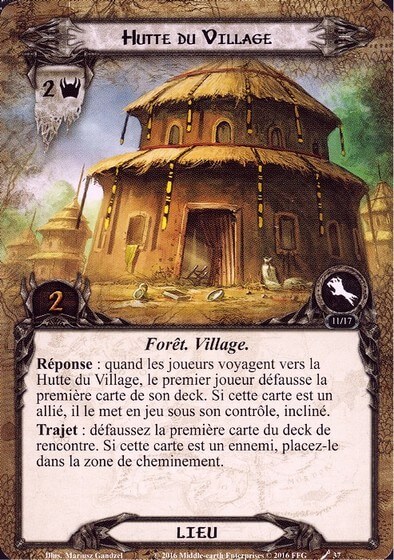 Hutte du Village
2
2
11/17
Forêt. Village.
Réponse : quand les joueurs voyagent vers la
Hutte du Village, le premier joueur défausse la
première carte de son deck. Si cette carte est un
allié, il le met en jeu sous son contrôle, incliné.
Trajet : défaussez la première carte du deck de
rencontre. Si cette carte est un ennemi, placez-le
dans la zone de cheminement.
LIEU
Illus. Mariusz Gandzel © 2016 Middle-earth Enterprises © 2016 FFG 37